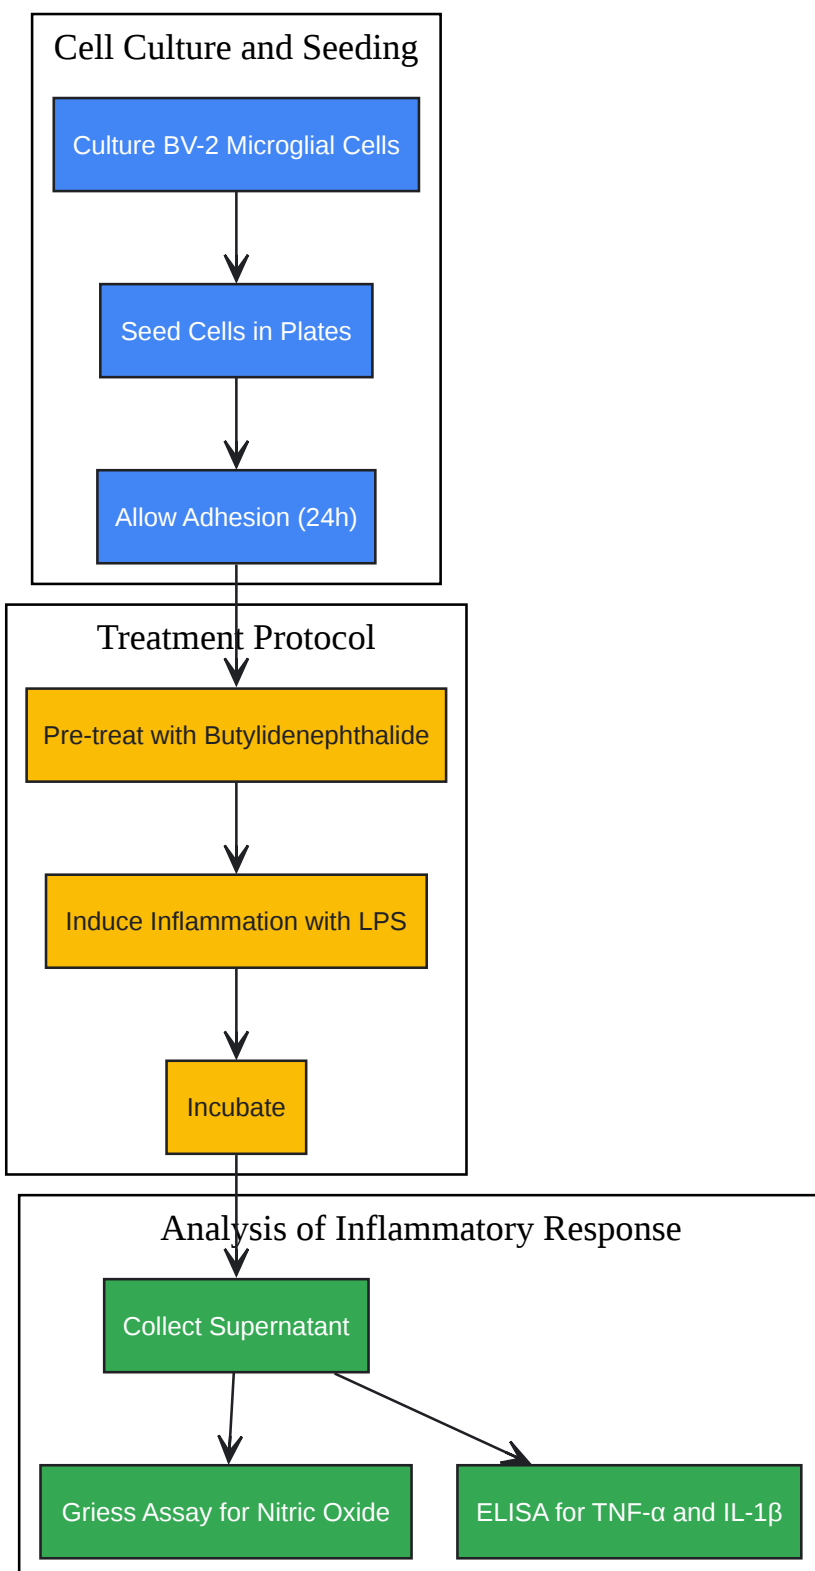 Cell Culture and Seeding
Culture BV-2 Microglial Cells
Seed Cells in Plates
Allow Adhesion (24h)
Treatment Protocol
Pre-treat with Butylidenephthalide
Induce Inflammation with LPS
Incubate
Analysis of Inflammatory Response
Collect Supernatant
Griess Assay for Nitric Oxide
ELISA for TNF-α and IL-1β